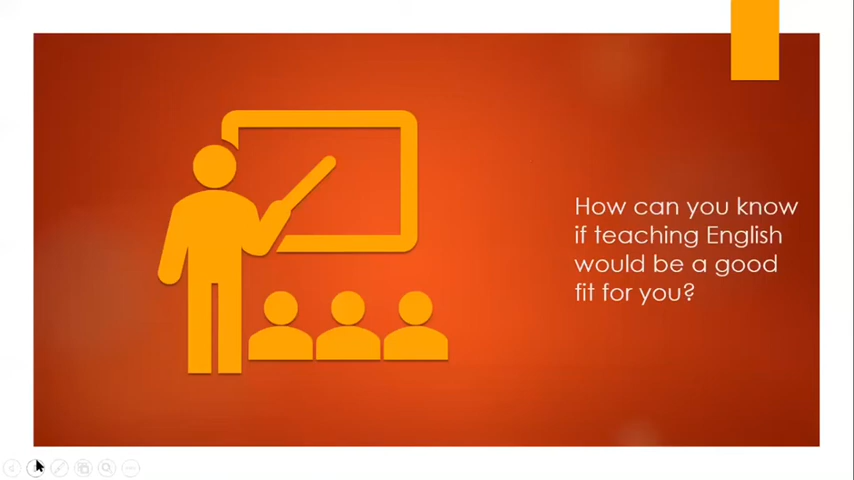 How can you know
if teaching English
would be a good
fit for you?